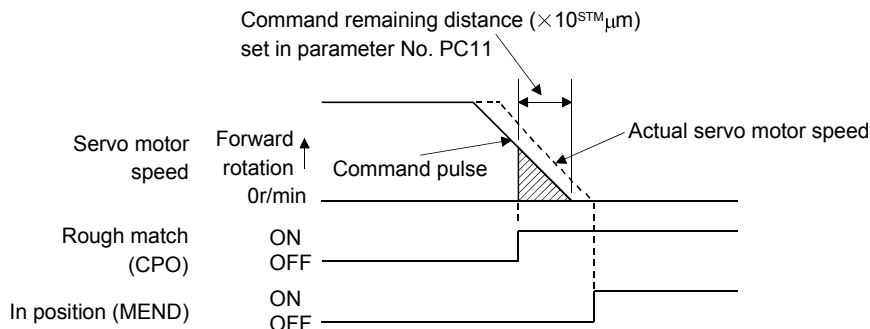 Command remaining distance (×10ˢᵀᴹμm)
set in parameter No. PC11
Servo motor
speed
Forward
rotation
0r/min
Command pulse
Actual servo motor speed
Rough match
(CPO)
ON
OFF
In position (MEND)
ON
OFF